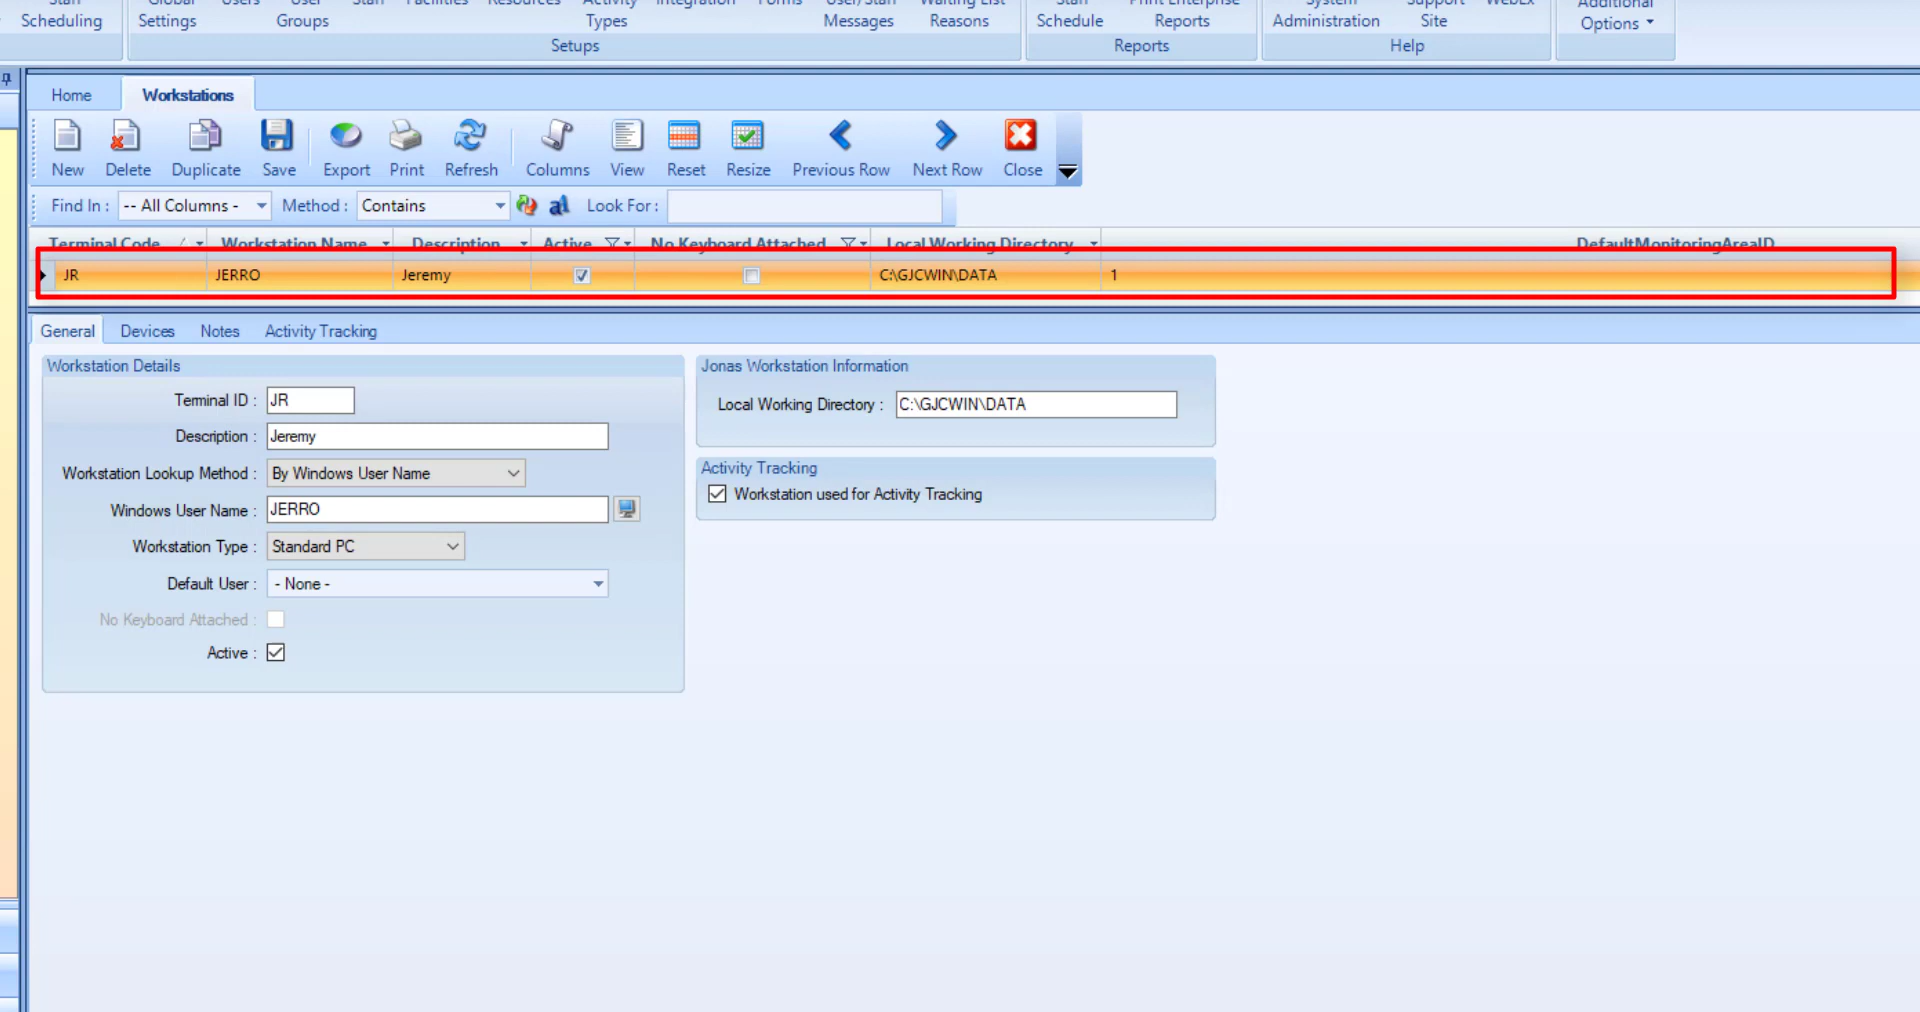 Staff Global Users User Staff Facilities Resources Activity Integration Forms User/Staff Waiting List Staff Print Enterprise System Support WebEx Additional
Scheduling Settings Groups Types Messages Reasons Schedule Reports Administration Site Options
Setups Reports Help
Home Workstations
New Delete Duplicate Save Export Print Refresh Columns View Reset Resize Previous Row Next Row Close
Find In : -- All Columns - Method : Contains Look For :
Terminal Code Workstation Name Description Active No Keyboard Attached Local Working Directory DefaultMonitoringAreaID
JR JERRO Jeremy C:\GJCWIN\DATA 1
General Devices Notes Activity Tracking
Workstation Details
Terminal ID : JR
Description : Jeremy
Workstation Lookup Method : By Windows User Name
Windows User Name : JERRO
Workstation Type : Standard PC
Default User : - None -
No Keyboard Attached :
Active :
Jonas Workstation Information
Local Working Directory : C:\GJCWIN\DATA
Activity Tracking
Workstation used for Activity Tracking